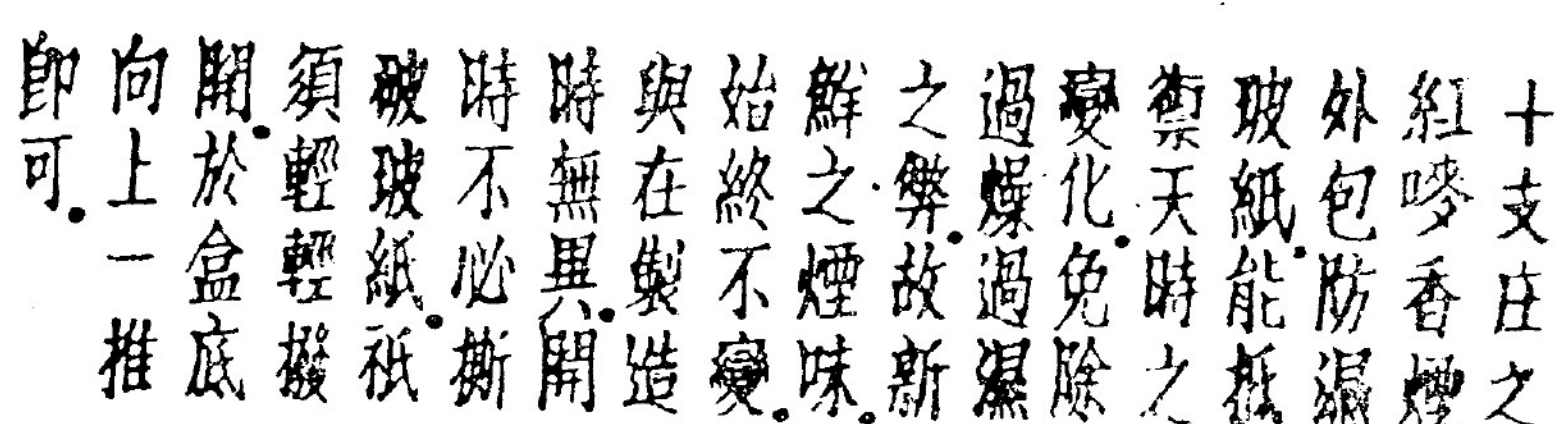 十支庄之
紅嘜香煙
外包防濕
玻紙。能抵
禦天時之
變化。免除
過燥過濕
之弊。故新
鮮之煙味。
始終不變。
與在製造
時無異。開
時不必撕
破玻紙。祇
須輕輕撥
開。於盒底
向上一推
即可。